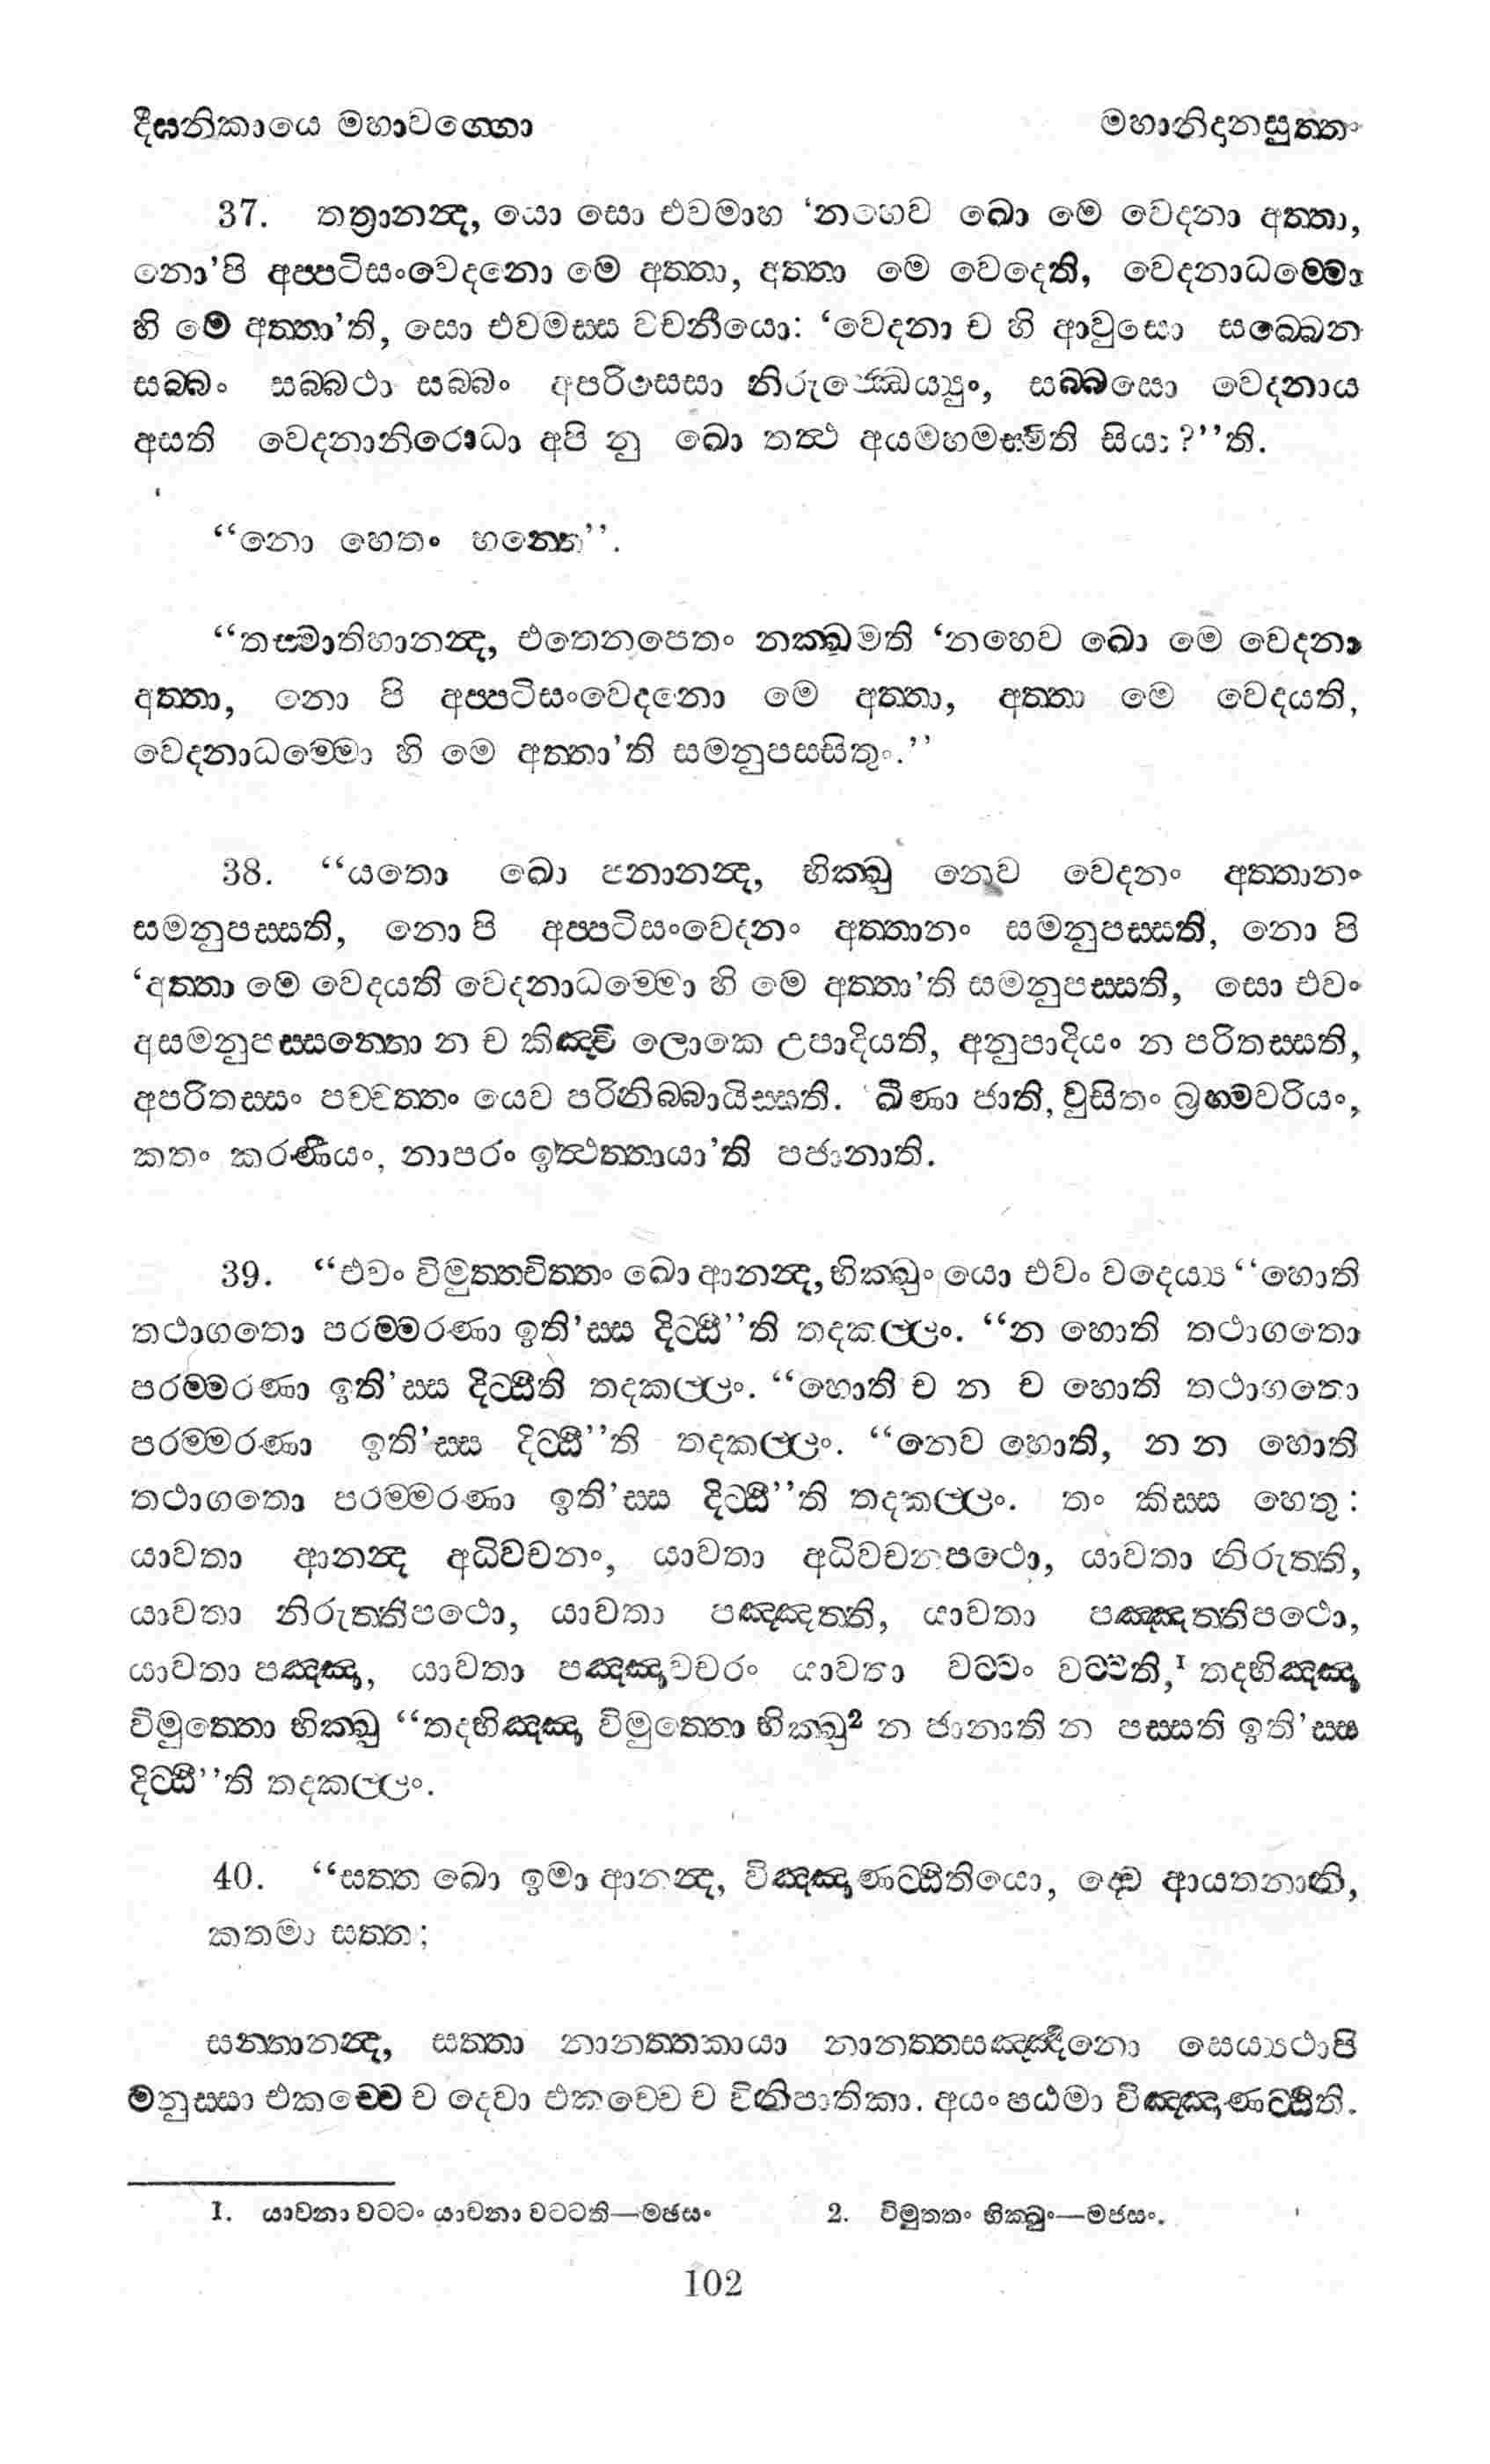 දීඝනිකායෙ මහාවග්ගො
මහානිදානසුත්තං
37. තත්‍රානන්ද, යො සො එවමාහ ‘නහෙව ඛො මෙ වෙදනා අත්තා,
නො’පි අප්පටිසංවෙදනො මෙ අත්තා, අත්තා මෙ වෙදෙති, වෙදනාධම්මො
හි මෙ අත්තා’ති, සො එවමස්ස වචනීයො: ‘වෙදනා ච හි ආවුසො සබ්බෙන
සබ්බං සබ්බථා සබ්බං අපරිසෙසා නිරුජ්ඣෙය්‍යුං, සබ්බසො වෙදනාය
අසති වෙදනානිරොධා අපි නු ඛො තත්‍ථ අයමහමස්මිති සියා?’’ති.
“නො හෙතං භන්තෙ’’.
“තස්මාතිහානන්ද, එතෙනපෙතං නක්ඛමති ‘නහෙව ඛො මෙ වෙදනා
අත්තා, නො පි අප්පටිසංවෙදනො මෙ අත්තා, අත්තා මෙ වෙදයති,
වෙදනාධම්මො හි මෙ අත්තා’ති සමනුපස්සිතුං.’’
38. “යතො ඛො පනානන්ද, භික්ඛු නෙව වෙදනං අත්තානං
සමනුපස්සති, නො පි අප්පටිසංවෙදනං අත්තානං සමනුපස්සති, නො පි
‘අත්තා මෙ වෙදයති වෙදනාධම්මො හි මෙ අත්තා’ති සමනුපස්සති, සො එවං
අසමනුපස්සන්තො න ච කිඤ්චි ලොකෙ උපාදියති, අනුපාදියං න පරිතස්සති,
අපරිතස්සං පච්චත්තං යෙව පරිනිබ්බායිස්සති. ‘ඛීණා ජාති, වුසිතං බ්‍රහ්මචරියං,
කතං කරණීයං, නාපරං ඉත්‍ථත්තායා’ති පජානාති.
39. “එවං විමුත්තචිත්තං ඛො ආනන්ද, භික්ඛුං යො එවං වදෙය්‍ය “හොති
තථාගතො පරම්මරණා ඉති’ස්ස දිට්ඨී’’ති තදකල්ලං. “න හොති තථාගතො
පරම්මරණා ඉති’ස්ස දිට්ඨීති තදකල්ලං. “හොති ච න ච හොති තථාගතො
පරම්මරණා ඉති’ස්ස දිට්ඨී’’ති තදකල්ලං. “නෙව හොති, න න හොති
තථාගතො පරම්මරණා ඉති’ස්ස දිට්ඨී’’ති තදකල්ලං. තං කිස්ස හෙතු:
යාවතා ආනන්ද අධිවචනං, යාවතා අධිවචනපථො, යාවතා නිරුත්ති,
යාවතා නිරුත්තිපථො, යාවතා පඤ්ඤත්ති, යාවතා පඤ්ඤත්තිපථො,
යාවතා පඤ්ඤා, යාවතා පඤ්ඤාවචරං යාවතා වට්ටං වට්ටති,1 තදභිඤ්ඤා
විමුත්තො භික්ඛු “තදභිඤ්ඤා විමුත්තො භික්ඛු2 න ජානාති න පස්සති ඉති’ස්ස
දිට්ඨී’’ති තදකල්ලං.
40. “සත්ත ඛො ඉමා ආනන්ද, විඤ්ඤාණට්ඨිතියො, ද්වෙ ආයතනානි,
කතමා සත්ත;
සන්තානන්ද, සත්තා නානත්තකායා නානත්තසඤ්ඤිනො සෙය්‍යථාපි
මනුස්සා එකච්චෙ ච දෙවා එකච්චෙ ච විනිපාතිකා. අයං පඨමා විඤ්ඤාණට්ඨිති.
1. යාවතා වට්ටං යාවතා වට්ටති—මඡසං
2. විමුත්තං භික්ඛුං—මඡසං.
102